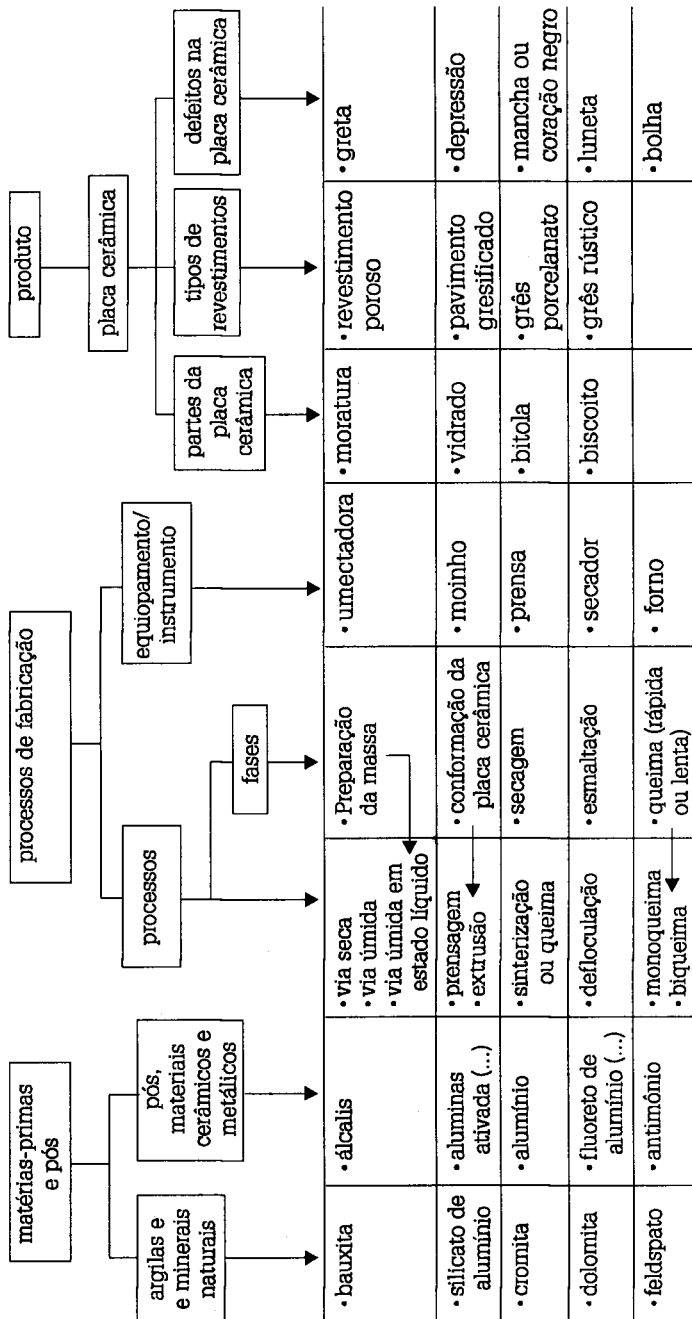 matérias-primas
e pós
processos de fabricação
produto
placa cerâmica
argilas e
e minerais
naturais
pós,
materiais
cerâmicos e
metálicos
processos
fases
equiopamento/
instrumento
partes da
placa
cerâmica
tipos de
revestimentos
defeitos na
placa cerâmica
• bauxita
• álcalis
• via seca
• via úmida
• via úmida em
estado líquido
• Preparação
da massa
• umectadora
• moratura
• revestimento
poroso
• greta
• silicato de
alumínio
• aluminas
ativada (...)
• prensagem
• extrusão
• conformação da
placa cerâmica
• moinho
• vidrado
• pavimento
gresificado
• depressão
• cromita
• alumínio
• sinterização
ou queima
• secagem
• prensa
• bitola
• grês
porcelanato
• mancha ou
coração negro
• dolomita
• fluoreto de
alumínio (...)
• defloculação
• esmaltação
• secador
• biscoito
• grês rústico
• luneta
• feldspato
• antimônio
• monoqueima
• biqueima
• queima (rápida
ou lenta)
• forno
• bolha